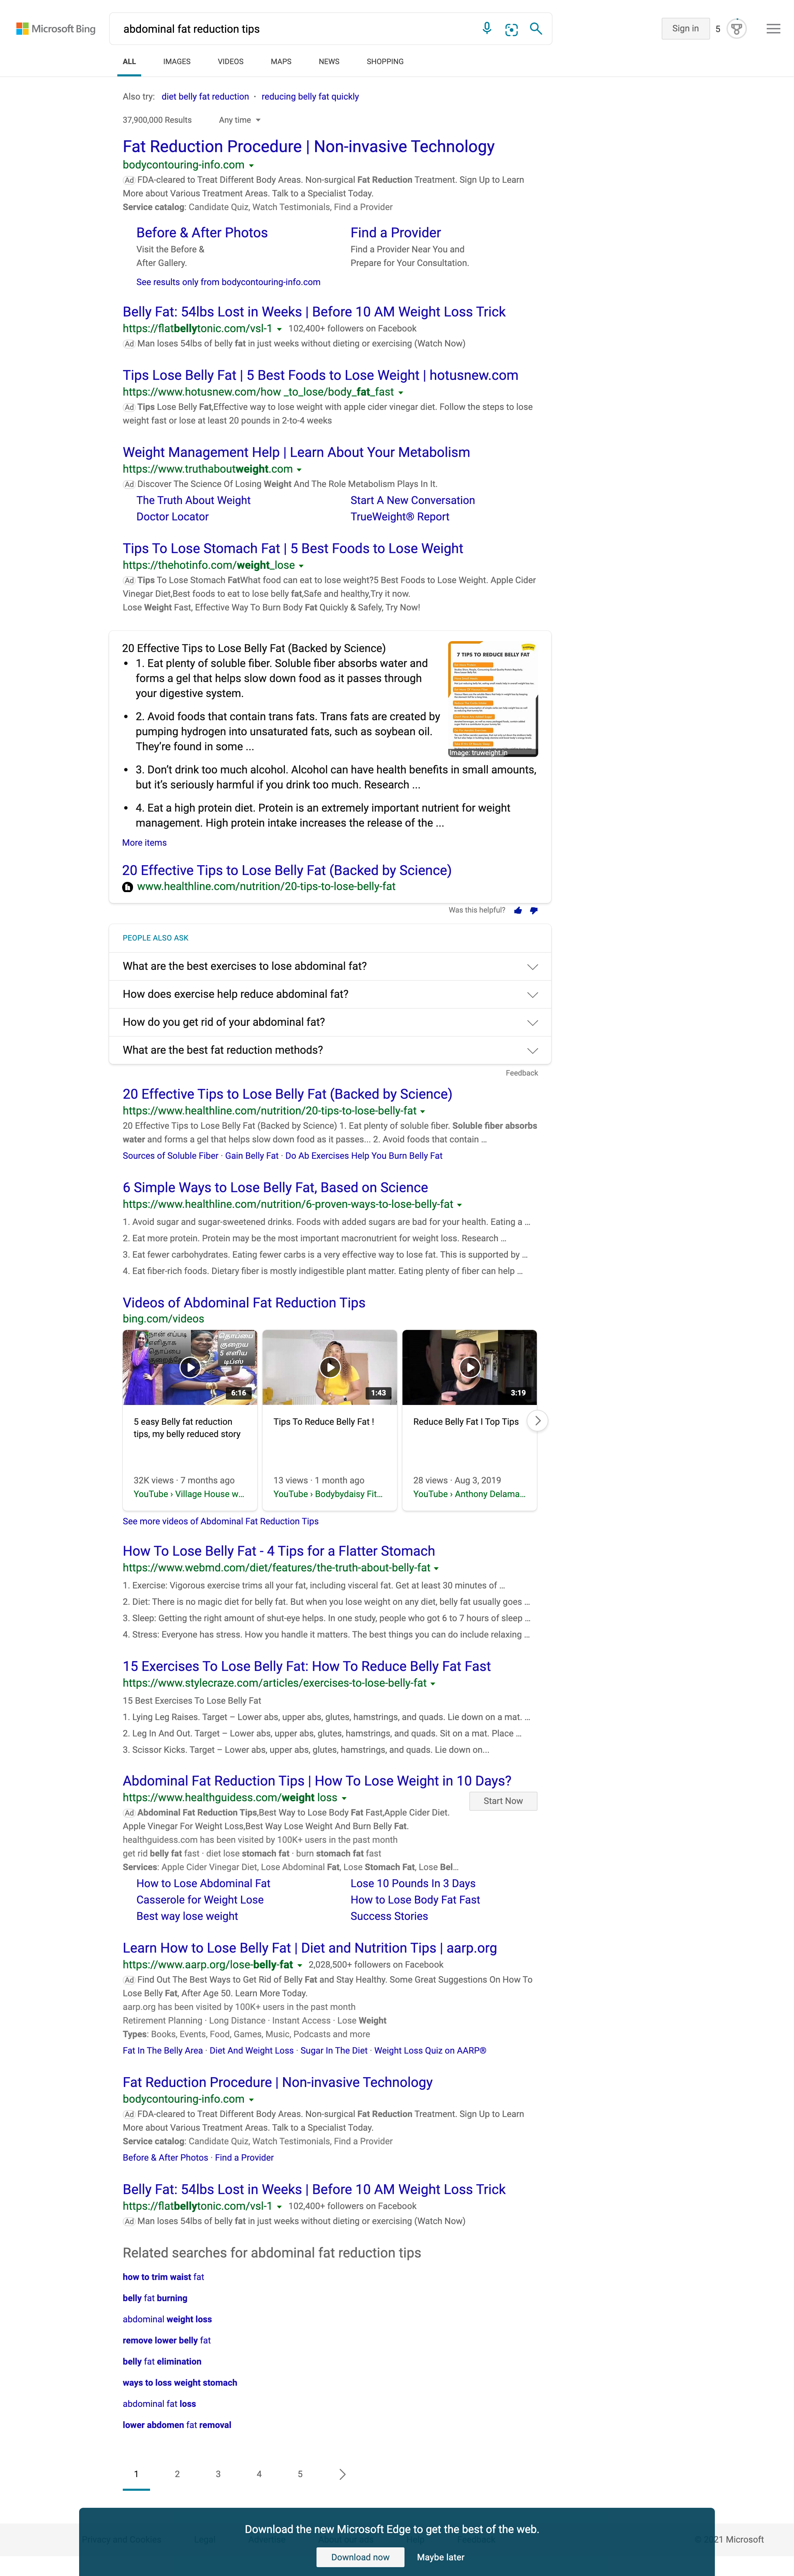 Microsoft Bing
abdominal fat reduction tips
Sign in
5
ALL
IMAGES
VIDEOS
MAPS
NEWS
SHOPPING
Also try: diet belly fat reduction · reducing belly fat quickly
37,900,000 Results
Any time
Fat Reduction Procedure | Non-invasive Technology
bodycontouring-info.com
Ad FDA-cleared to Treat Different Body Areas. Non-surgical Fat Reduction Treatment. Sign Up to Learn
More about Various Treatment Areas. Talk to a Specialist Today.
Service catalog: Candidate Quiz, Watch Testimonials, Find a Provider
Before & After Photos
Visit the Before &
After Gallery.
Find a Provider
Find a Provider Near You and
Prepare for Your Consultation.
See results only from bodycontouring-info.com
Belly Fat: 54lbs Lost in Weeks | Before 10 AM Weight Loss Trick
https://flatbellytonic.com/vsl-1 102,400+ followers on Facebook
Ad Man loses 54lbs of belly fat in just weeks without dieting or exercising (Watch Now)
Tips Lose Belly Fat | 5 Best Foods to Lose Weight | hotusnew.com
https://www.hotusnew.com/how _to_lose/body_fat_fast
Ad Tips Lose Belly Fat,Effective way to lose weight with apple cider vinegar diet. Follow the steps to lose
weight fast or lose at least 20 pounds in 2-to-4 weeks
Weight Management Help | Learn About Your Metabolism
https://www.truthaboutweight.com
Ad Discover The Science Of Losing Weight And The Role Metabolism Plays In It.
The Truth About Weight
Start A New Conversation
Doctor Locator
TrueWeight® Report
Tips To Lose Stomach Fat | 5 Best Foods to Lose Weight
https://thehotinfo.com/weight_lose
Ad Tips To Lose Stomach FatWhat food can eat to lose weight?5 Best Foods to Lose Weight. Apple Cider
Vinegar Diet,Best foods to eat to lose belly fat,Safe and healthy,Try it now.
Lose Weight Fast, Effective Way To Burn Body Fat Quickly & Safely, Try Now!
20 Effective Tips to Lose Belly Fat (Backed by Science)
• 1. Eat plenty of soluble fiber. Soluble fiber absorbs water and
forms a gel that helps slow down food as it passes through
your digestive system.
• 2. Avoid foods that contain trans fats. Trans fats are created by
pumping hydrogen into unsaturated fats, such as soybean oil.
They're found in some ...
• 3. Don't drink too much alcohol. Alcohol can have health benefits in small amounts,
but it's seriously harmful if you drink too much. Research ...
• 4. Eat a high protein diet. Protein is an extremely important nutrient for weight
management. High protein intake increases the release of the ...
7 TIPS TO REDUCE BELLY FAT
Image: truweight.in
More items
20 Effective Tips to Lose Belly Fat (Backed by Science)
www.healthline.com/nutrition/20-tips-to-lose-belly-fat
Was this helpful?
PEOPLE ALSO ASK
What are the best exercises to lose abdominal fat?
How does exercise help reduce abdominal fat?
How do you get rid of your abdominal fat?
What are the best fat reduction methods?
Feedback
20 Effective Tips to Lose Belly Fat (Backed by Science)
https://www.healthline.com/nutrition/20-tips-to-lose-belly-fat
20 Effective Tips to Lose Belly Fat (Backed by Science) 1. Eat plenty of soluble fiber. Soluble fiber absorbs
water and forms a gel that helps slow down food as it passes... 2. Avoid foods that contain ...
Sources of Soluble Fiber · Gain Belly Fat · Do Ab Exercises Help You Burn Belly Fat
6 Simple Ways to Lose Belly Fat, Based on Science
https://www.healthline.com/nutrition/6-proven-ways-to-lose-belly-fat
1. Avoid sugar and sugar-sweetened drinks. Foods with added sugars are bad for your health. Eating a ...
2. Eat more protein. Protein may be the most important macronutrient for weight loss. Research ...
3. Eat fewer carbohydrates. Eating fewer carbs is a very effective way to lose fat. This is supported by ...
4. Eat fiber-rich foods. Dietary fiber is mostly indigestible plant matter. Eating plenty of fiber can help ...
Videos of Abdominal Fat Reduction Tips
bing.com/videos
குறைய
5 எளிய
டிப்ஸ்
6:16
1:43
3:19
5 easy Belly fat reduction
tips, my belly reduced story
32K views · 7 months ago
YouTube › Village House w...
Tips To Reduce Belly Fat !
13 views · 1 month ago
YouTube › Bodybydaisy Fit...
Reduce Belly Fat I Top Tips
28 views · Aug 3, 2019
YouTube › Anthony Delama...
See more videos of Abdominal Fat Reduction Tips
How To Lose Belly Fat - 4 Tips for a Flatter Stomach
https://www.webmd.com/diet/features/the-truth-about-belly-fat
1. Exercise: Vigorous exercise trims all your fat, including visceral fat. Get at least 30 minutes of ...
2. Diet: There is no magic diet for belly fat. But when you lose weight on any diet, belly fat usually goes ...
3. Sleep: Getting the right amount of shut-eye helps. In one study, people who got 6 to 7 hours of sleep ...
4. Stress: Everyone has stress. How you handle it matters. The best things you can do include relaxing ...
15 Exercises To Lose Belly Fat: How To Reduce Belly Fat Fast
https://www.stylecraze.com/articles/exercises-to-lose-belly-fat
15 Best Exercises To Lose Belly Fat
1. Lying Leg Raises. Target – Lower abs, upper abs, glutes, hamstrings, and quads. Lie down on a mat. ...
2. Leg In And Out. Target – Lower abs, upper abs, glutes, hamstrings, and quads. Sit on a mat. Place ...
3. Scissor Kicks. Target – Lower abs, upper abs, glutes, hamstrings, and quads. Lie down on...
Abdominal Fat Reduction Tips | How To Lose Weight in 10 Days?
https://www.healthguidess.com/weight loss
Start Now
Ad Abdominal Fat Reduction Tips,Best Way to Lose Body Fat Fast,Apple Cider Diet.
Apple Vinegar For Weight Loss,Best Way Lose Weight And Burn Belly Fat.
healthguidess.com has been visited by 100K+ users in the past month
get rid belly fat fast · diet lose stomach fat · burn stomach fat fast
Services: Apple Cider Vinegar Diet, Lose Abdominal Fat, Lose Stomach Fat, Lose Bel...
How to Lose Abdominal Fat
Lose 10 Pounds In 3 Days
Casserole for Weight Lose
How to Lose Body Fat Fast
Best way lose weight
Success Stories
Learn How to Lose Belly Fat | Diet and Nutrition Tips | aarp.org
https://www.aarp.org/lose-belly-fat 2,028,500+ followers on Facebook
Ad Find Out The Best Ways to Get Rid of Belly Fat and Stay Healthy. Some Great Suggestions On How To
Lose Belly Fat, After Age 50. Learn More Today.
aarp.org has been visited by 100K+ users in the past month
Retirement Planning · Long Distance · Instant Access · Lose Weight
Types: Books, Events, Food, Games, Music, Podcasts and more
Fat In The Belly Area · Diet And Weight Loss · Sugar In The Diet · Weight Loss Quiz on AARP®
Fat Reduction Procedure | Non-invasive Technology
bodycontouring-info.com
Ad FDA-cleared to Treat Different Body Areas. Non-surgical Fat Reduction Treatment. Sign Up to Learn
More about Various Treatment Areas. Talk to a Specialist Today.
Service catalog: Candidate Quiz, Watch Testimonials, Find a Provider
Before & After Photos · Find a Provider
Belly Fat: 54lbs Lost in Weeks | Before 10 AM Weight Loss Trick
https://flatbellytonic.com/vsl-1 102,400+ followers on Facebook
Ad Man loses 54lbs of belly fat in just weeks without dieting or exercising (Watch Now)
Related searches for abdominal fat reduction tips
how to trim waist fat
belly fat burning
abdominal weight loss
remove lower belly fat
belly fat elimination
ways to loss weight stomach
abdominal fat loss
lower abdomen fat removal
1
2
3
4
5
Download the new Microsoft Edge to get the best of the web.
Privacy and Cookies
Legal
21 Microsoft
Download now
Maybe later